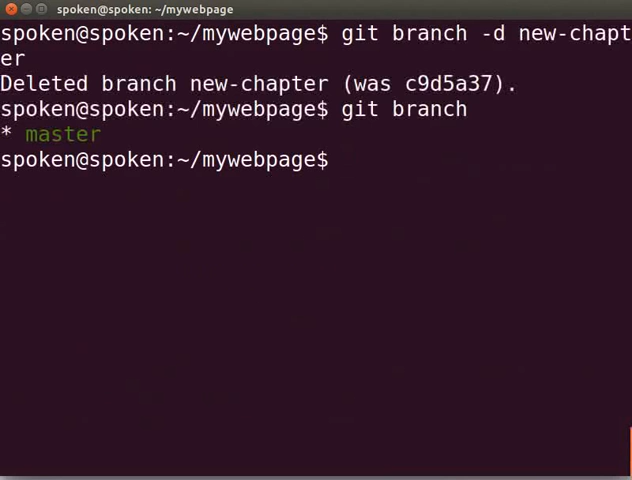 spoken@spoken: ~/mywebpage
spoken@spoken:~/mywebpage$ git branch -d new-chapt
er
Deleted branch new-chapter (was c9d5a37).
spoken@spoken:~/mywebpage$ git branch
* master
spoken@spoken:~/mywebpage$